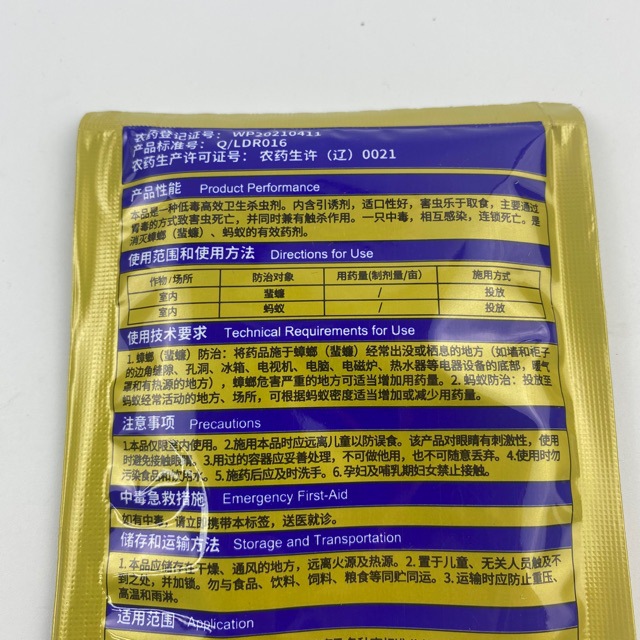 农药登记证号：WP20210411
产品标准号：Q/LDR016
农药生产许可证号：农药生许（辽）0021
产品性能 Product Performance
本品是一种低毒高效卫生杀虫剂。内含引诱剂，适口性好，害虫乐于取食，主要通过
胃毒的方式致害虫死亡，并同时兼有触杀作用。一只中毒，相互感染，连锁死亡。是
消灭蟑螂（蜚蠊）、蚂蚁的有效药剂。
使用范围和使用方法 Directions for Use
作物/场所 防治对象 用药量(制剂量/亩) 施用方式
室内 蜚蠊 / 投放
室内 蚂蚁 / 投放
使用技术要求 Technical Requirements for Use
1. 蟑螂（蜚蠊）防治：将药品施于蟑螂（蜚蠊）经常出没或栖息的地方（如墙和柜子
的边角缝隙、孔洞、冰箱、电视机、电脑、电磁炉、热水器等电器设备的底部，暖气
罩和有热源的地方），蟑螂危害严重的地方可适当增加用药量。2. 蚂蚁防治：投放至
蚂蚁经常活动的地方、场所，可根据蚂蚁密度适当增加或减少用药量。
注意事项 Precautions
1.本品仅限室内使用。2.施用本品时应远离儿童以防误食。该产品对眼睛有刺激性，使用
时避免接触眼睛。3.用过的容器应妥善处理，不可做他用，也不可随意丢弃。4.使用时勿
污染食品和饮用水。5.施药后应及时洗手。6.孕妇及哺乳期妇女禁止接触。
中毒急救措施 Emergency First-Aid
如有中毒，请立即携带本标签，送医就诊。
储存和运输方法 Storage and Transportation
1. 本品应储存在干燥、通风的地方，远离火源及热源。2. 置于儿童、无关人员触及不
到之处，并加锁。勿与食品、饮料、饲料、粮食等同贮同运。3. 运输时应防止重压、
高温和雨淋。
适用范围 Application